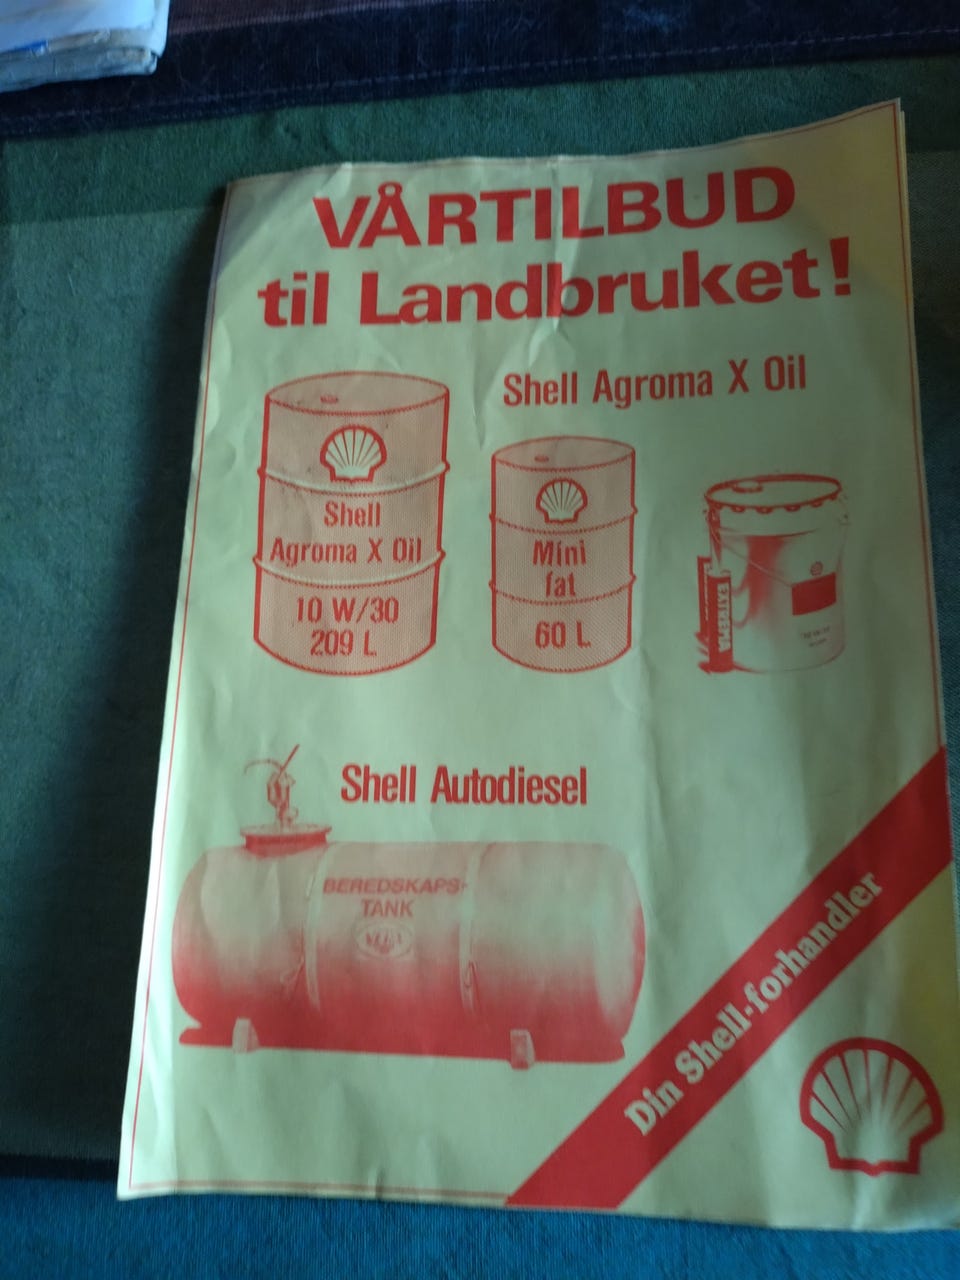 VÅRTILBUD
til Landbruket!
Shell Agroma X Oil
Shell
Agroma X Oil
10 W/30
209 L
Mini
fat
60 L
EXTRENA
Shell Autodiesel
BEREDSKAPS-
TANK
Din Shell-forhandler